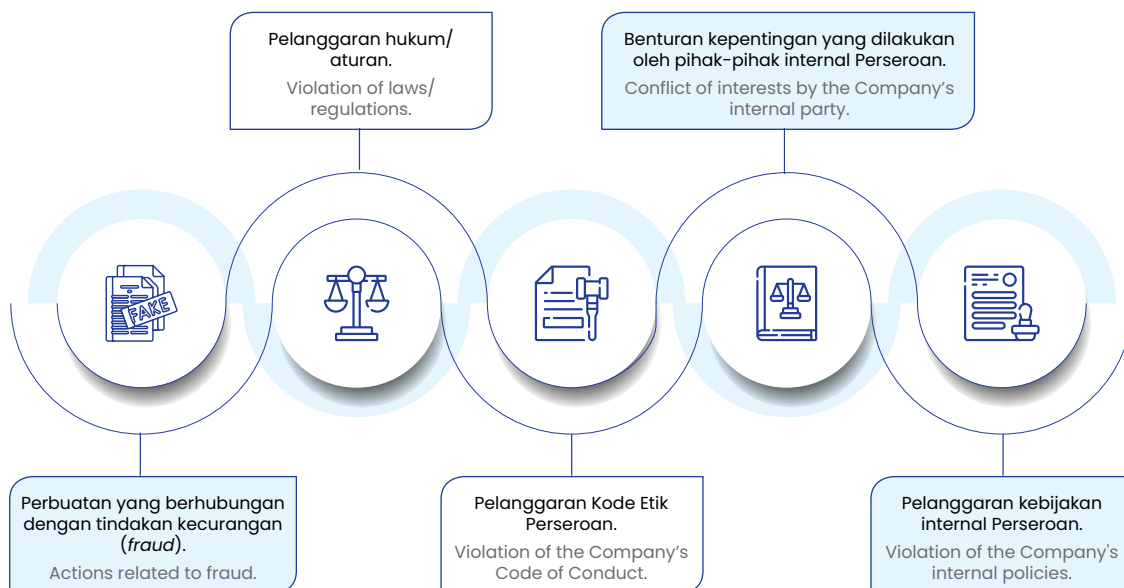 Pelanggaran hukum/
aturan.
Violation of laws/
regulations.
Benturan kepentingan yang dilakukan
oleh pihak-pihak internal Perseroan.
Conflict of interests by the Company’s
internal party.
FAKE
Perbuatan yang berhubungan
dengan tindakan kecurangan
(fraud).
Actions related to fraud.
Pelanggaran Kode Etik
Perseroan.
Violation of the Company’s
Code of Conduct.
Pelanggaran kebijakan
internal Perseroan.
Violation of the Company's
internal policies.